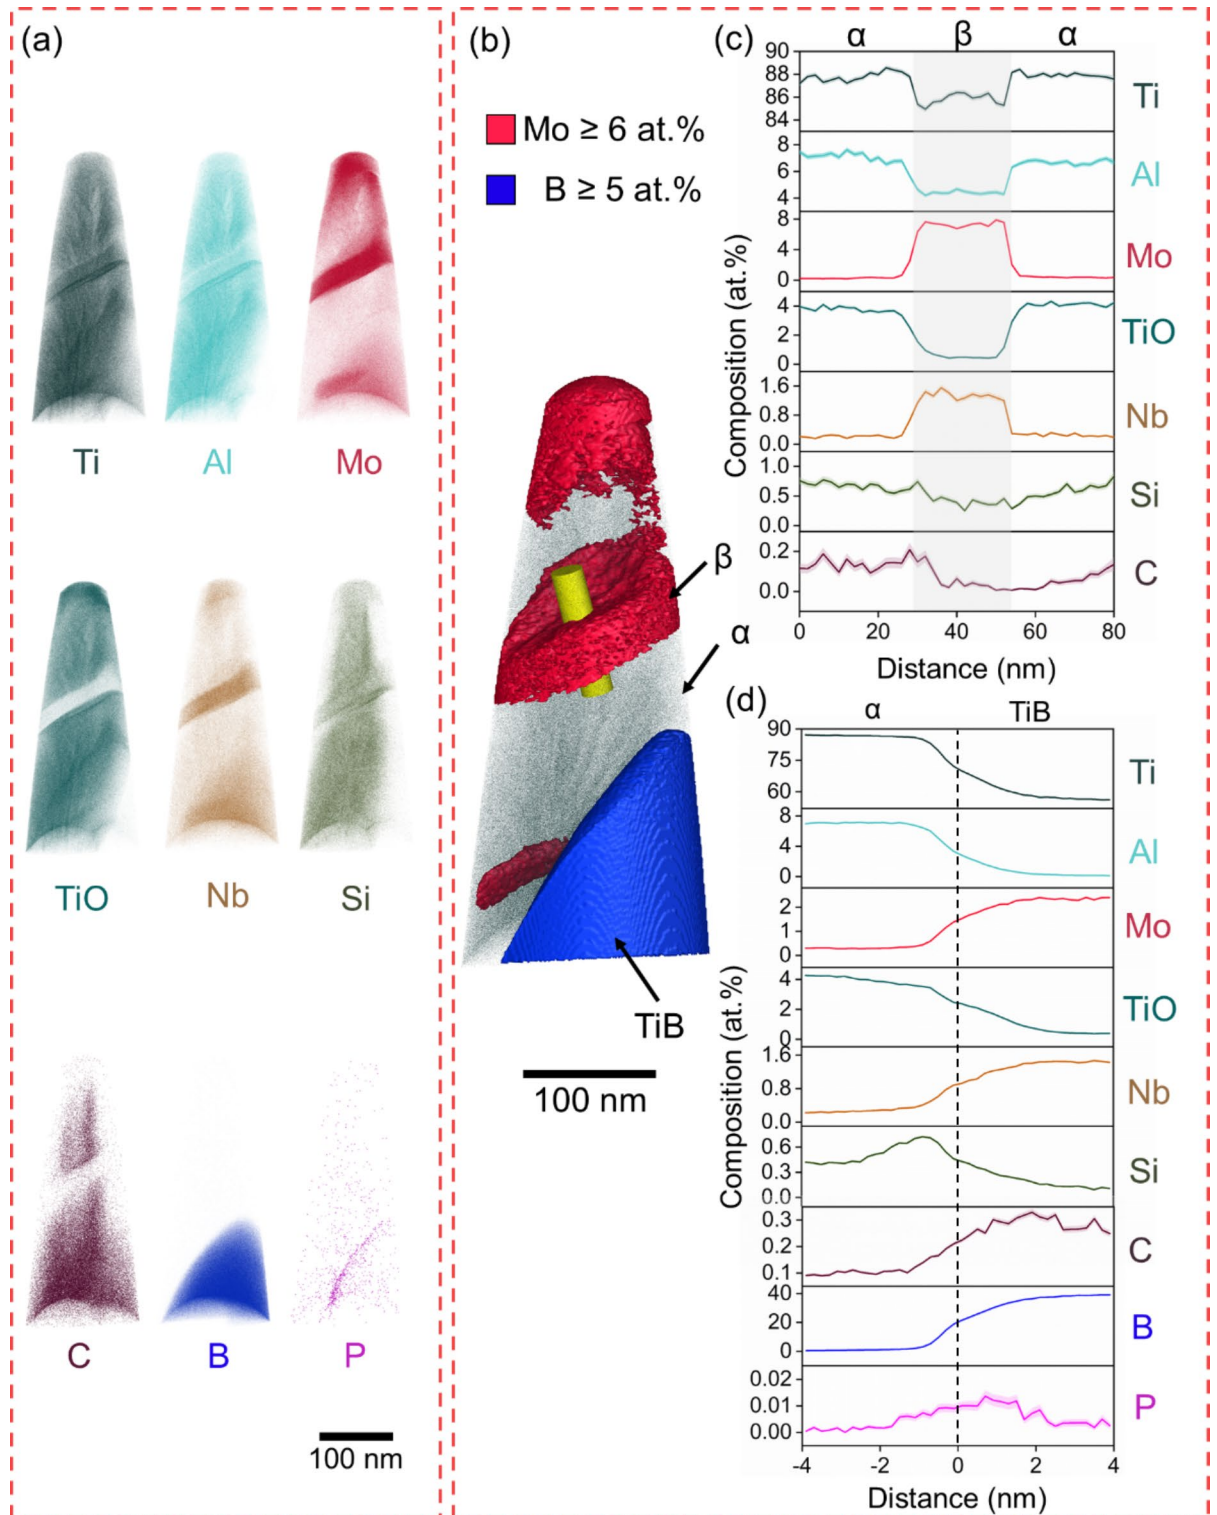 (a)
Ti Al Mo
TiO Nb Si
C B P
100 nm
(b)
Mo ≥ 6 at.%
B ≥ 5 at.%
β
α
TiB
100 nm
(c)
α β α
90
88
86
84
Ti
8
6
4
Al
8
4
0
Mo
4
2
0
TiO
1.6
0.8
0.0
Nb
1.0
0.5
0.0
Si
0.2
0.0
C
Composition (at.%)
0 20 40 60 80
Distance (nm)
(d)
α TiB
90
75
60
Ti
8
4
0
Al
2
1
0
Mo
4
2
0
TiO
1.6
0.8
0.0
Nb
0.6
0.3
0.0
Si
0.3
0.2
0.1
C
40
20
0
B
0.02
0.01
0.00
P
Composition (at.%)
-4 -2 0 2 4
Distance (nm)